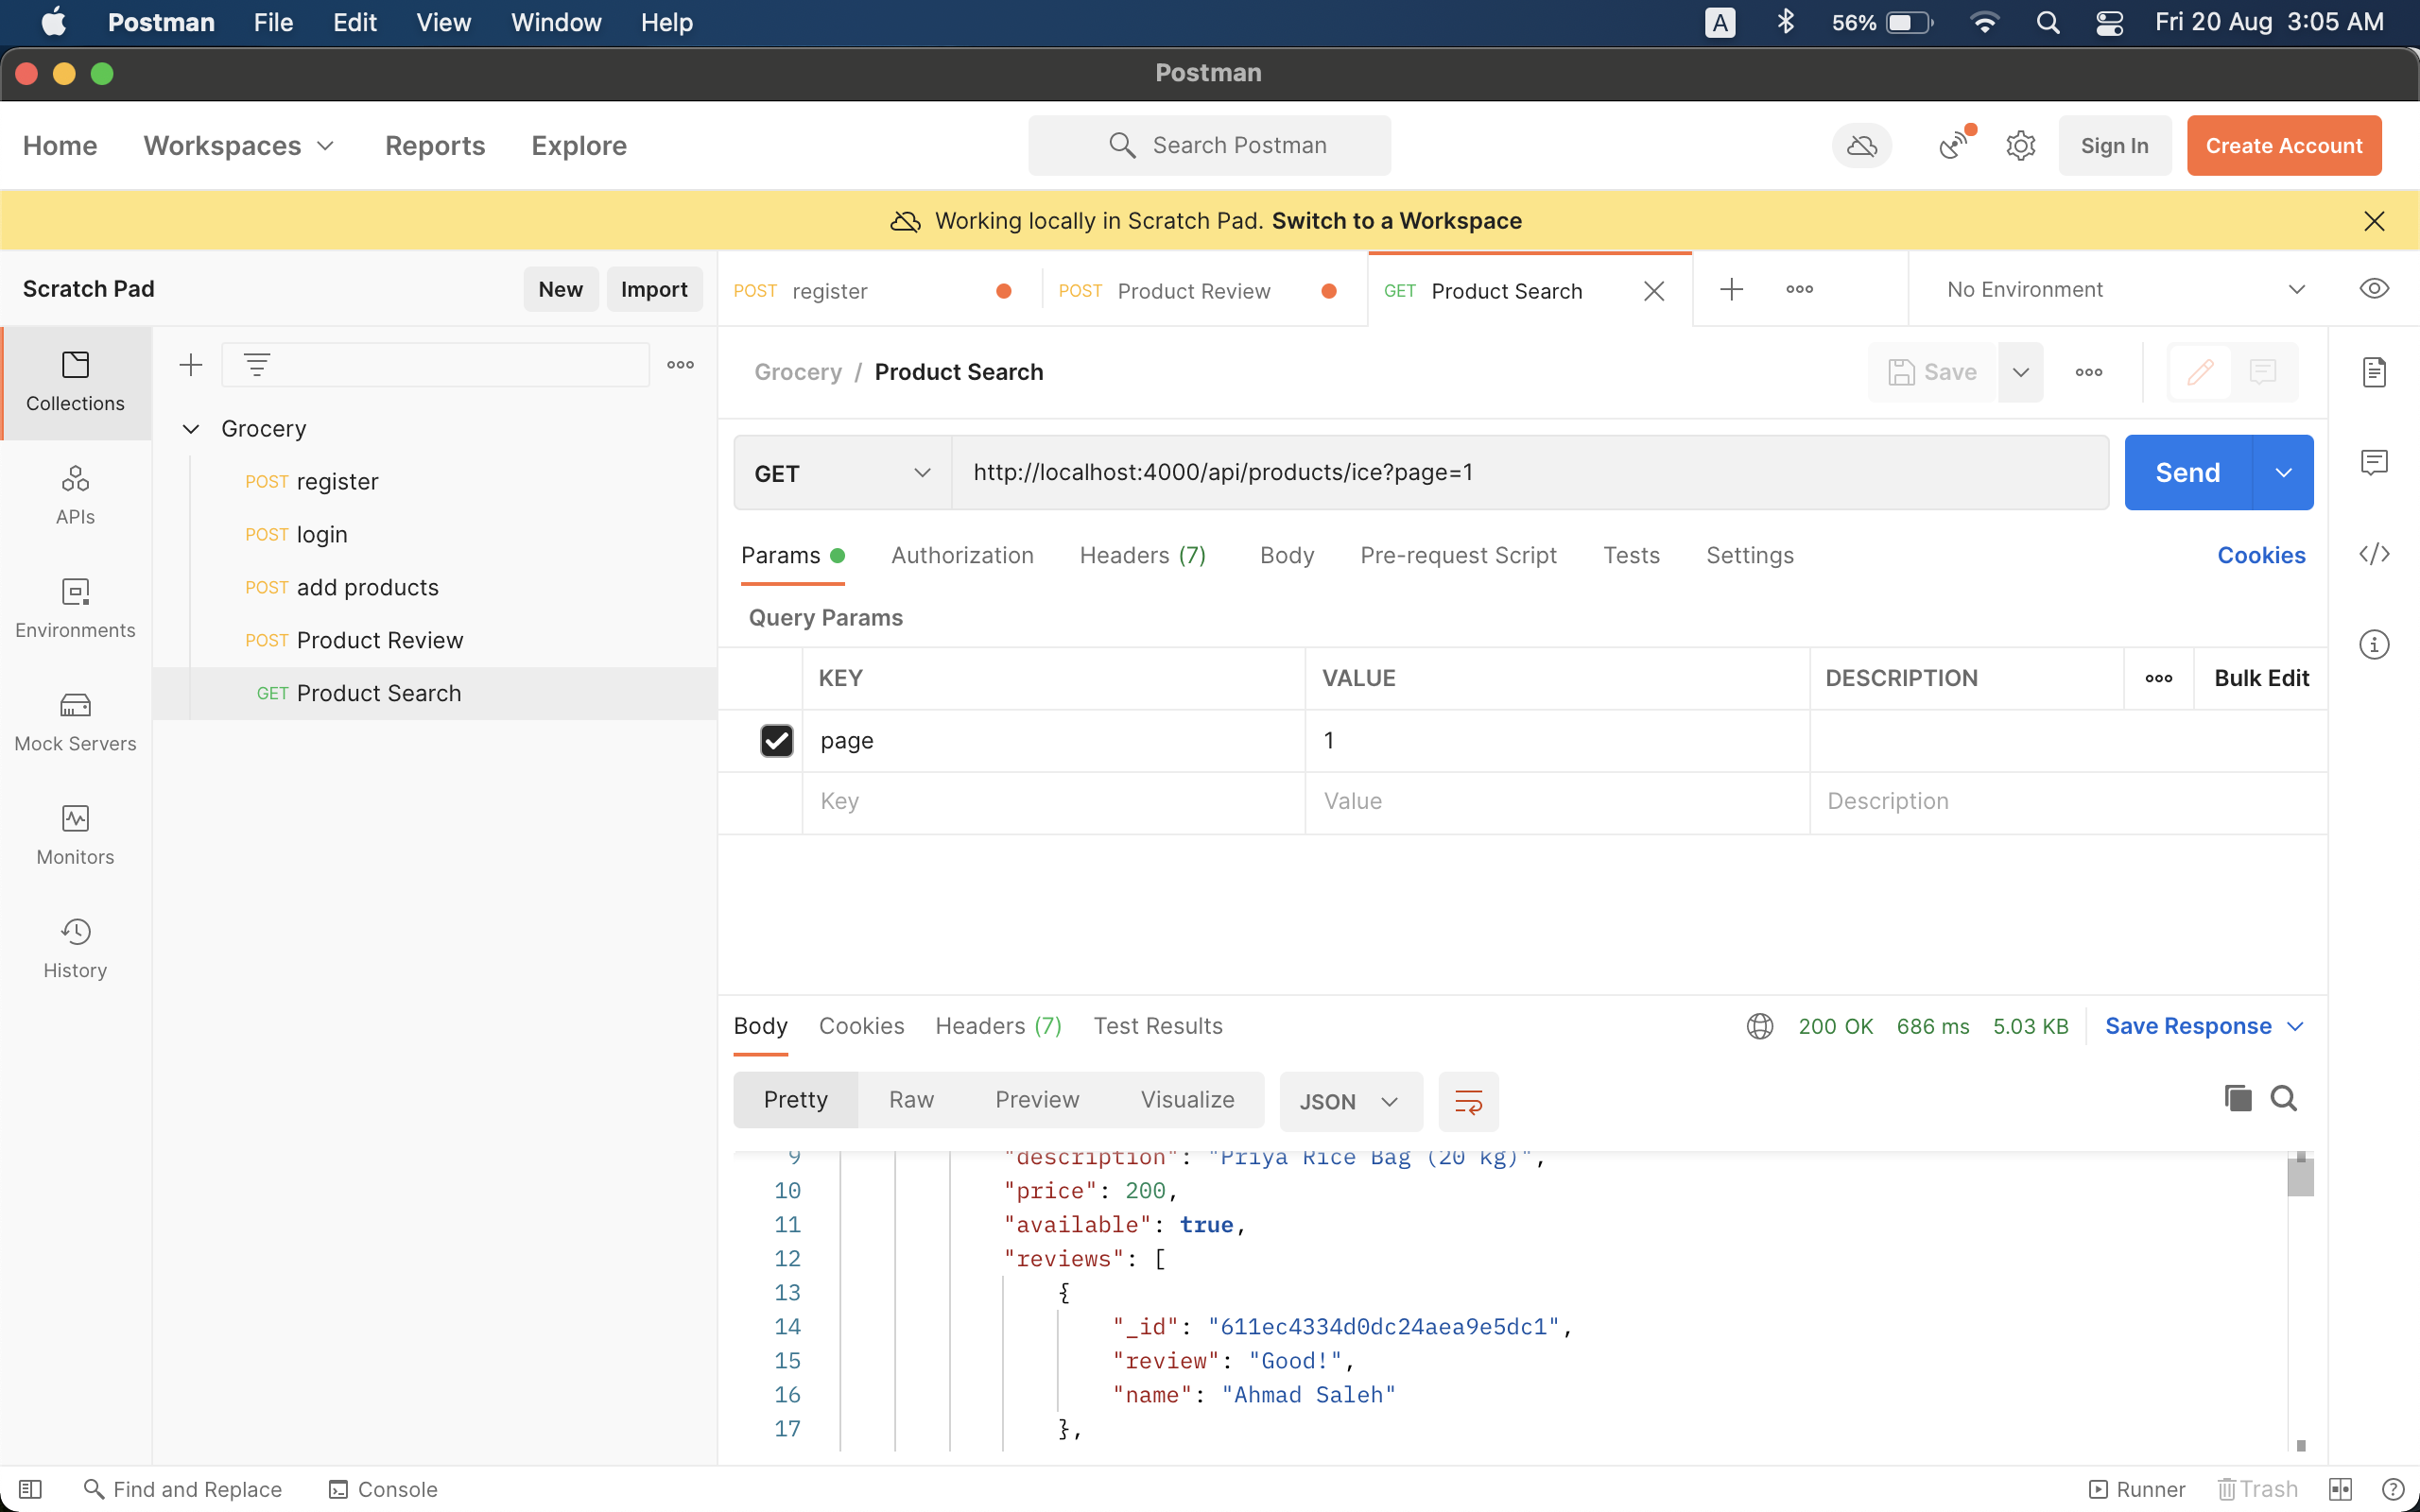 Postman File Edit View Window Help A 56% Fri 20 Aug 3:05 AM
Postman
Home Workspaces Reports Explore Search Postman Sign In Create Account
Working locally in Scratch Pad. Switch to a Workspace
Scratch Pad New Import POST register POST Product Review GET Product Search No Environment
Collections
APIs
Environments
Mock Servers
Monitors
History
Grocery
POST register
POST login
POST add products
POST Product Review
GET Product Search
Grocery / Product Search Save
GET http://localhost:4000/api/products/ice?page=1 Send
Params Authorization Headers (7) Body Pre-request Script Tests Settings Cookies
Query Params
KEY VALUE DESCRIPTION Bulk Edit
page 1
Key Value Description
Body Cookies Headers (7) Test Results 200 OK 686 ms 5.03 KB Save Response
Pretty Raw Preview Visualize JSON
9 "description": "Priya Rice Bag (20 kg)",
10 "price": 200,
11 "available": true,
12 "reviews": [
13 {
14 "_id": "611ec4334d0dc24aea9e5dc1",
15 "review": "Good!",
16 "name": "Ahmad Saleh"
17 },
Find and Replace Console Runner Trash